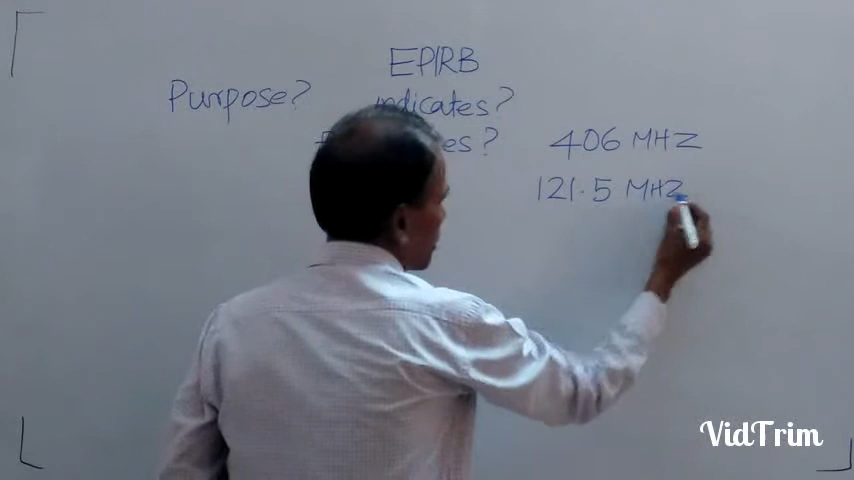 EPIRB
Purpose? indicates?
406 MHZ
121.5 MHZ
VidTrim